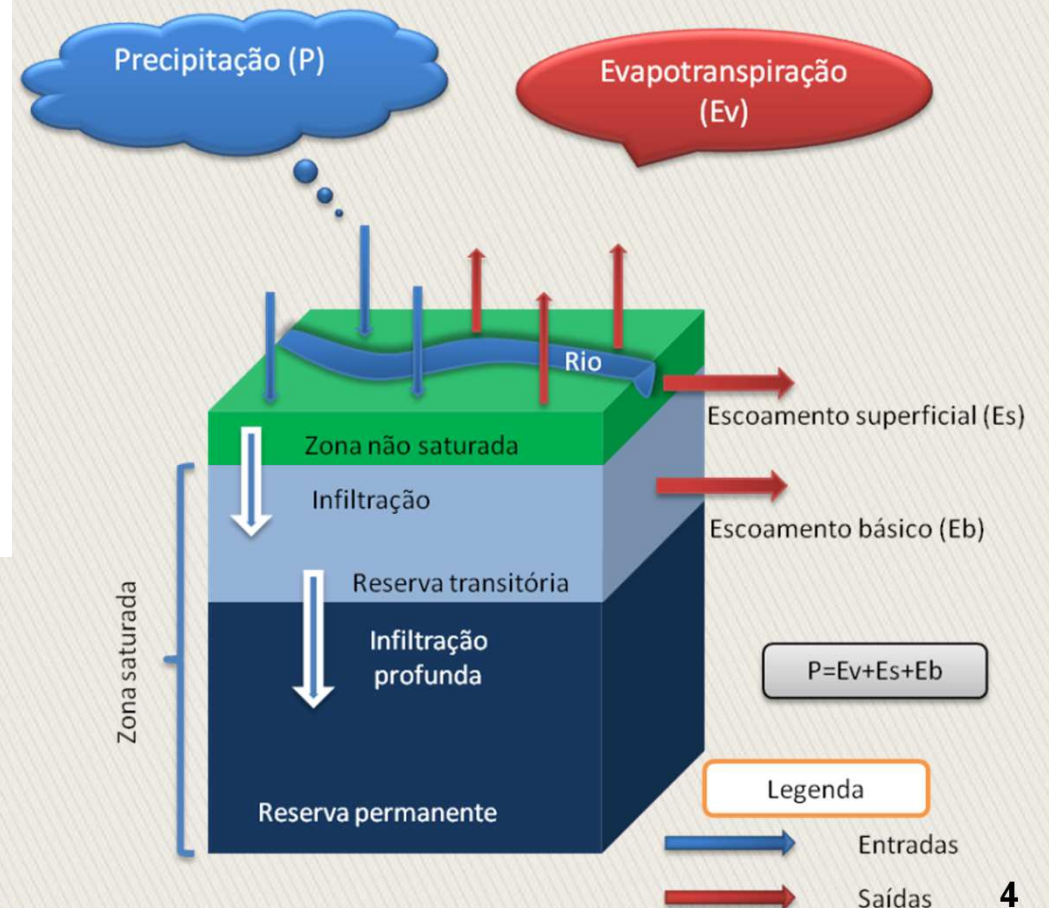 Precipitação (P)
Evapotranspiração
(Ev)
Rio
Escoamento superficial (Es)
Zona não saturada
Infiltração
Escoamento básico (Eb)
Reserva transitória
Zona saturada
Infiltração
profunda
P=Ev+Es+Eb
Legenda
Reserva permanente
Entradas
Saídas
4